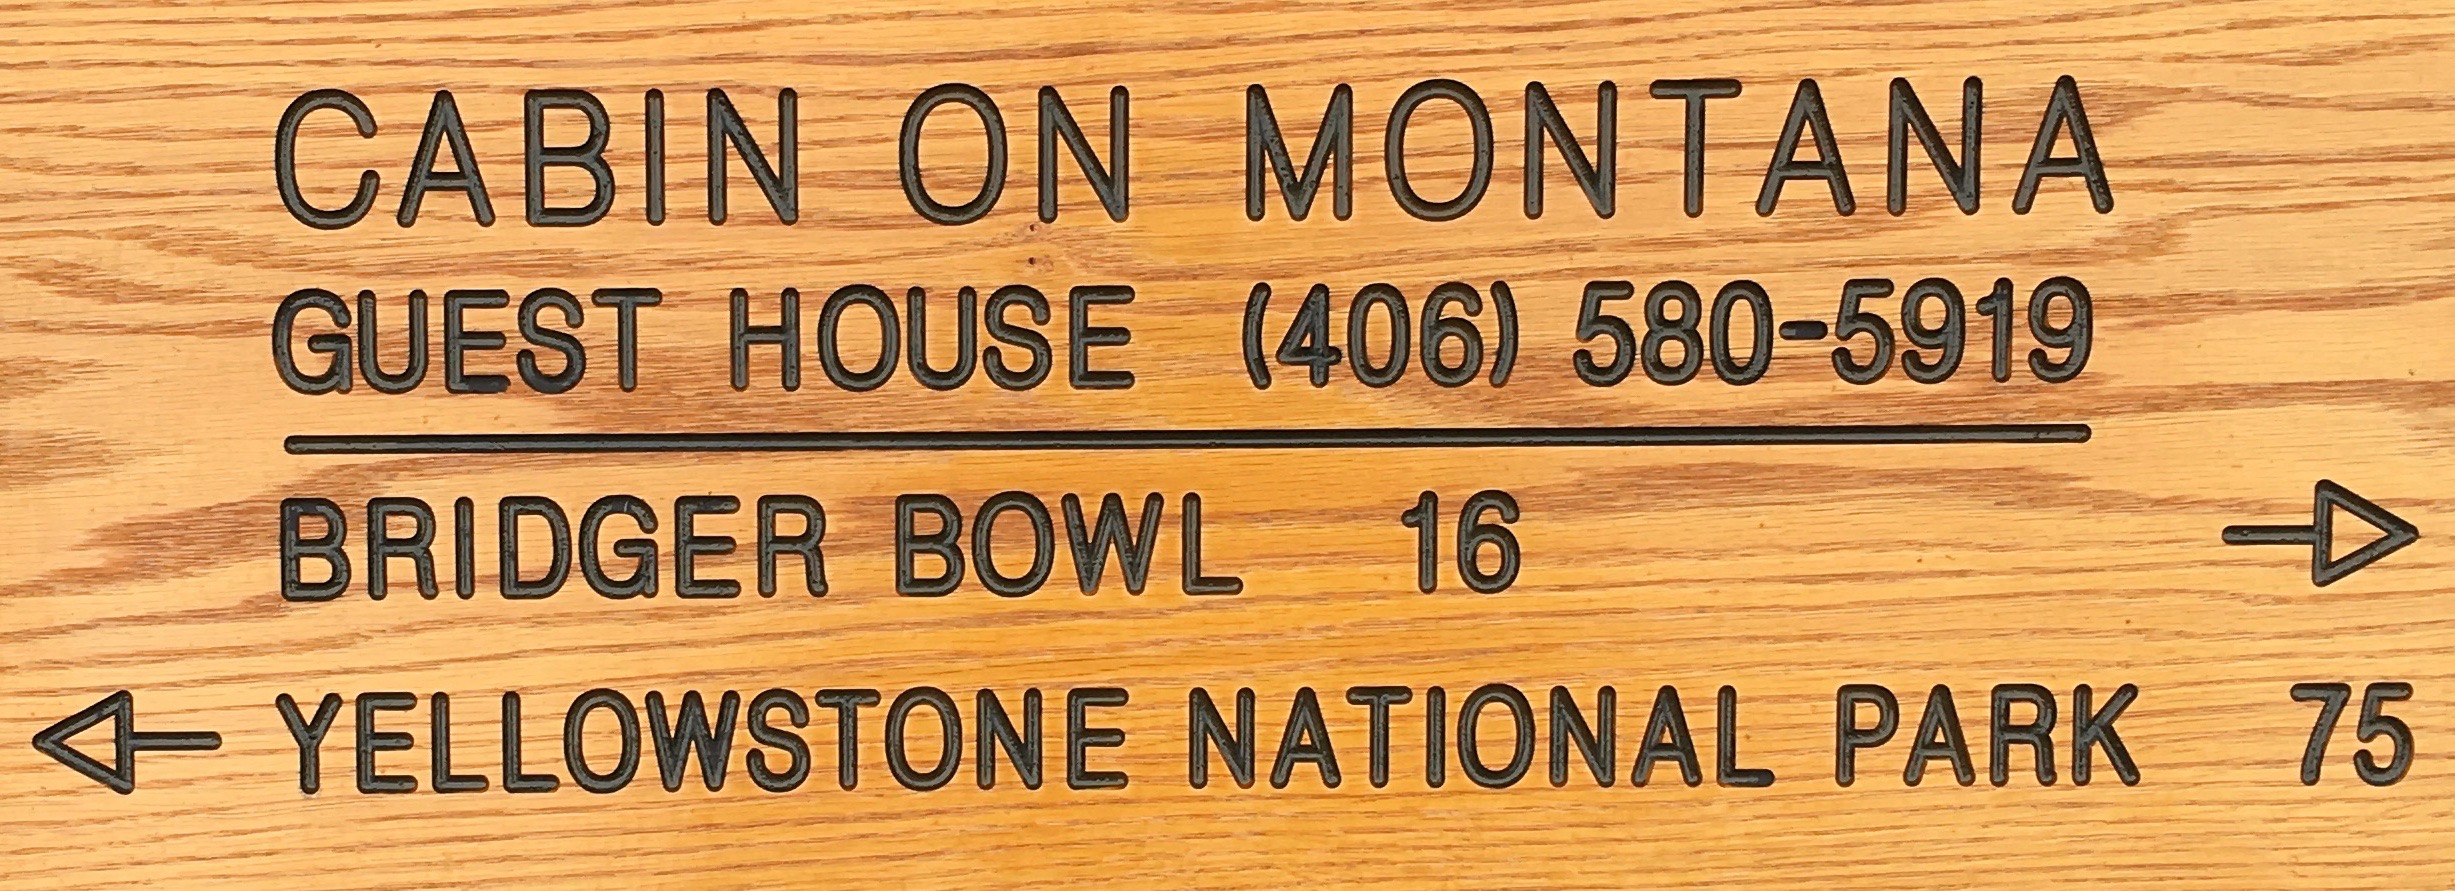 CABIN ON MONTANA
GUEST HOUSE (406) 580-5919
BRIDGER BOWL 16
YELLOWSTONE NATIONAL PARK 75